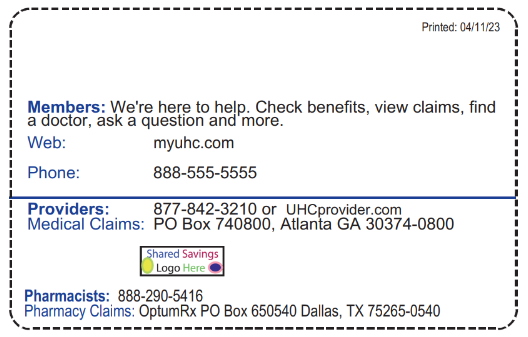 Printed: 04/11/23
Members: We're here to help. Check benefits, view claims, find
a doctor, ask a question and more.
Web: myuhc.com
Phone: 888-555-5555
Providers: 877-842-3210 or UHCprovider.com
Medical Claims: PO Box 740800, Atlanta GA 30374-0800
Shared Savings
Logo Here
Pharmacists: 888-290-5416
Pharmacy Claims: OptumRx PO Box 650540 Dallas, TX 75265-0540